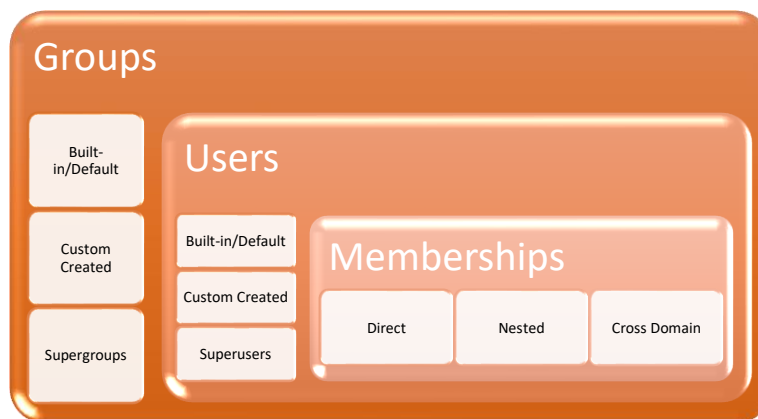 Groups
Built-
in/Default
Custom
Created
Supergroups
Users
Built-in/Default
Custom Created
Superusers
Memberships
Direct
Nested
Cross Domain